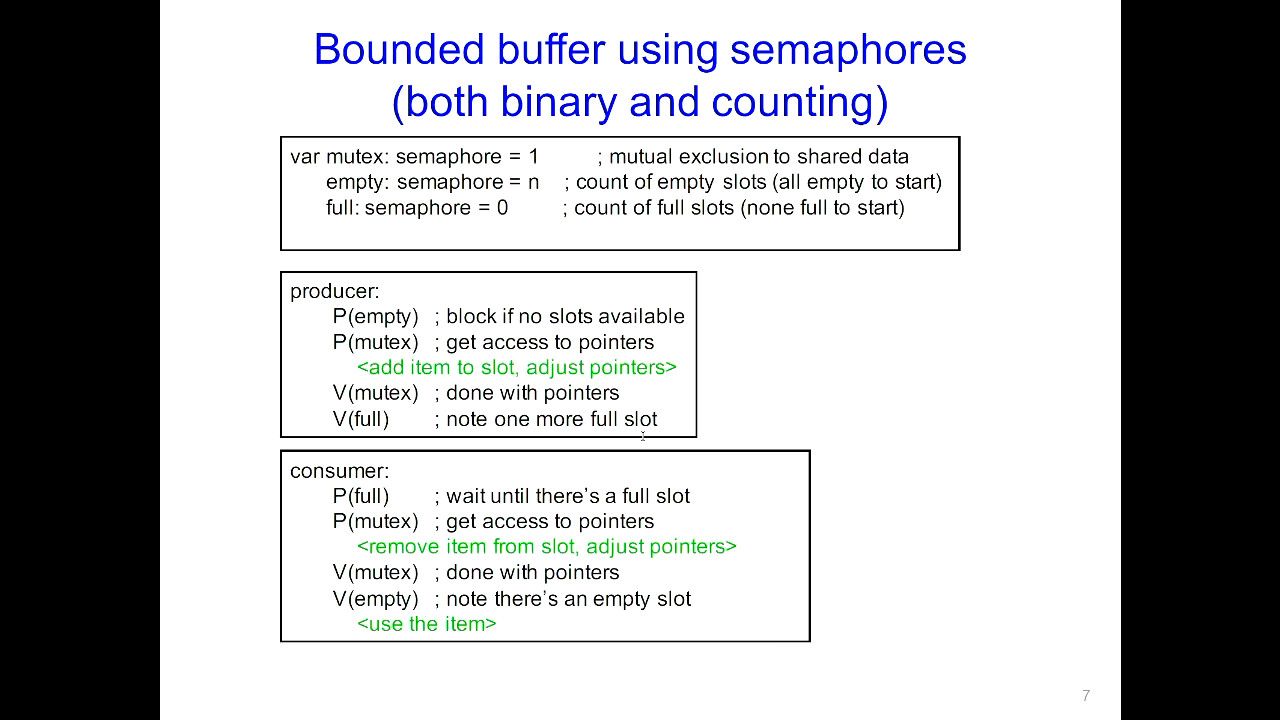 Bounded buffer using semaphores
(both binary and counting)
var mutex: semaphore = 1 ; mutual exclusion to shared data
empty: semaphore = n ; count of empty slots (all empty to start)
full: semaphore = 0 ; count of full slots (none full to start)
producer:
P(empty) ; block if no slots available
P(mutex) ; get access to pointers
<add item to slot, adjust pointers>
V(mutex) ; done with pointers
V(full) ; note one more full slot
consumer:
P(full) ; wait until there’s a full slot
P(mutex) ; get access to pointers
<remove item from slot, adjust pointers>
V(mutex) ; done with pointers
V(empty) ; note there’s an empty slot
<use the item>
7